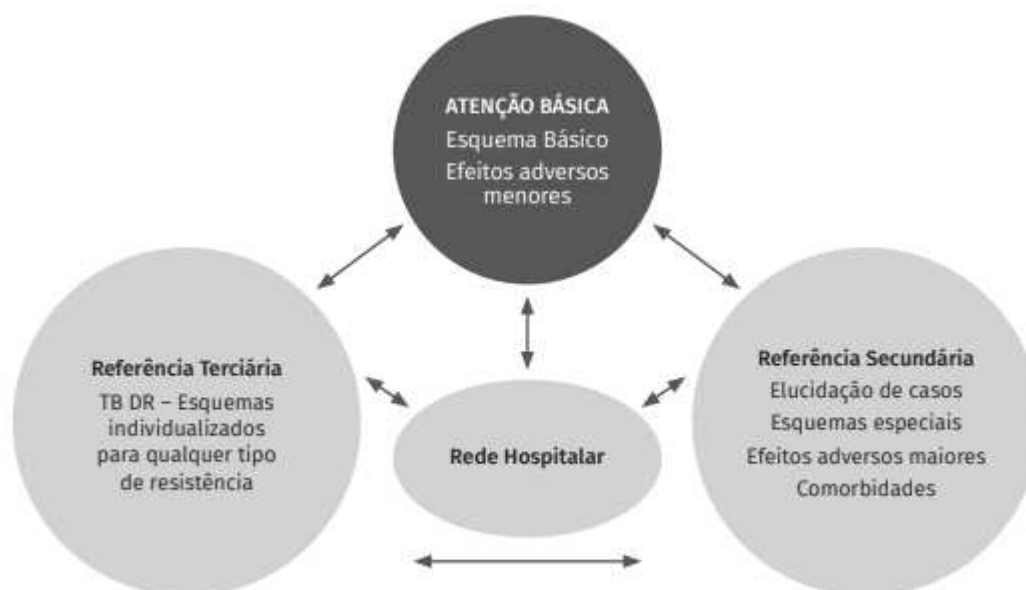 ATENÇÃO BÁSICA
Esquema Básico
Efeitos adversos
menores
Referência Terciária
TB DR – Esquemas
individualizados
para qualquer tipo
de resistência
Rede Hospitalar
Referência Secundária
Elucidação de casos
Esquemas especiais
Efeitos adversos maiores
Comorbidades